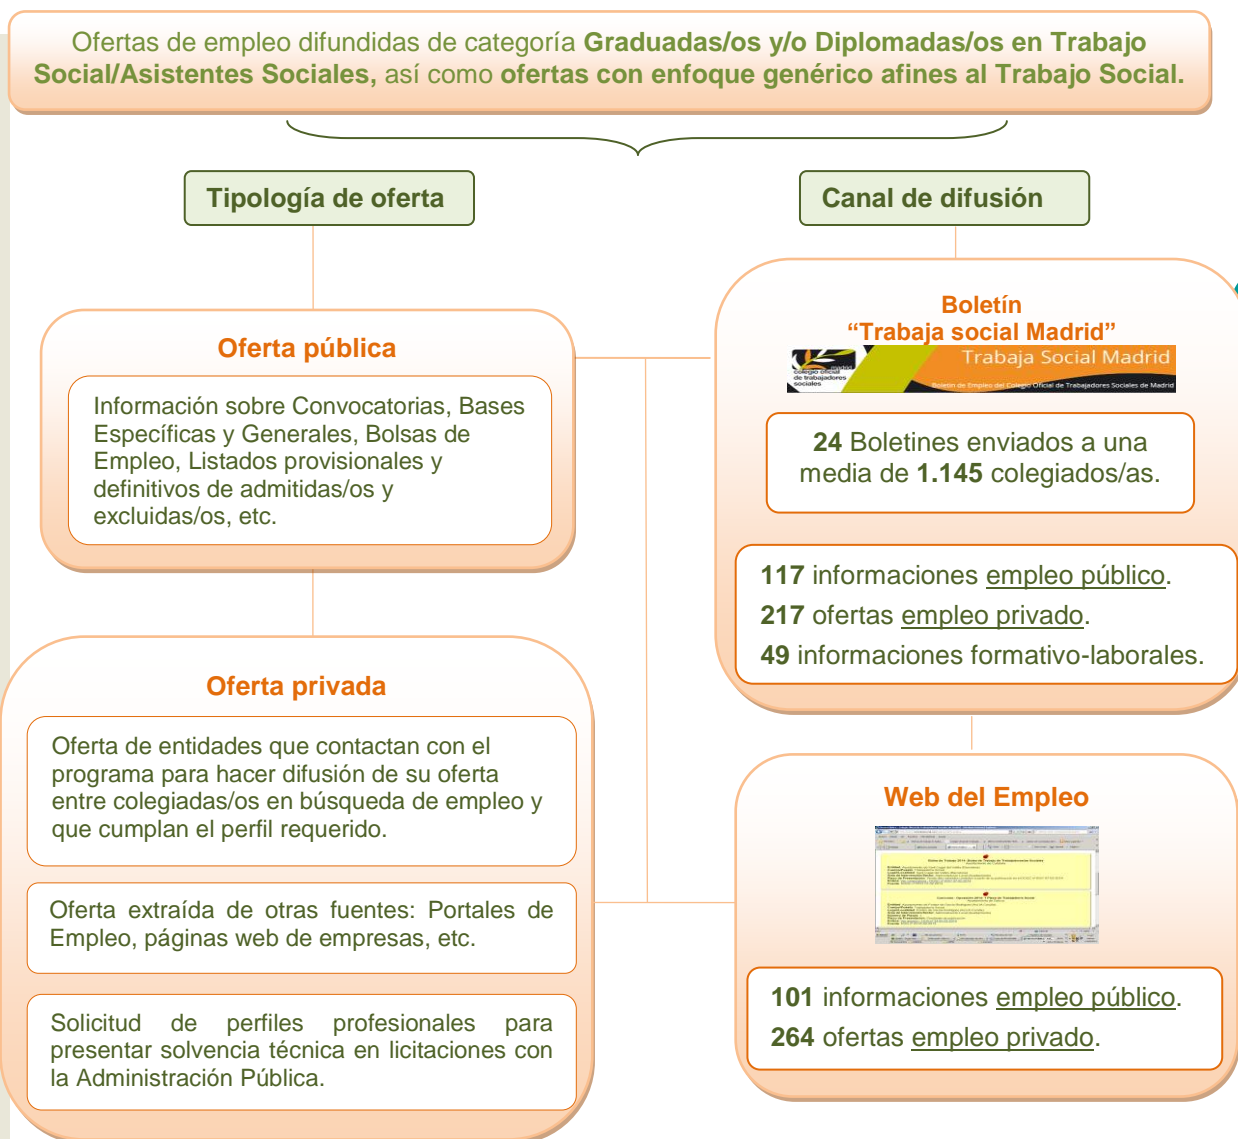 Ofertas de empleo difundidas de categoría Graduadas/os y/o Diplomadas/os en Trabajo
Social/Asistentes Sociales, así como ofertas con enfoque genérico afines al Trabajo Social.
Tipología de oferta
Canal de difusión
Oferta pública
Información sobre Convocatorias, Bases
Específicas y Generales, Bolsas de
Empleo, Listados provisionales y
definitivos de admitidas/os y
excluidas/os, etc.
Oferta privada
Oferta de entidades que contactan con el
programa para hacer difusión de su oferta
entre colegiadas/os en búsqueda de empleo y
que cumplan el perfil requerido.
Oferta extraída de otras fuentes: Portales de
Empleo, páginas web de empresas, etc.
Solicitud de perfiles profesionales para
presentar solvencia técnica en licitaciones con
la Administración Pública.
Boletín
“Trabaja social Madrid”
madrid
colegio oficial
de trabajadores
sociales
Trabaja Social Madrid
Boletín de Empleo del Colegio Oficial de Trabajadores Sociales de Madrid
24 Boletines enviados a una
media de 1.145 colegiados/as.
117 informaciones empleo público.
217 ofertas empleo privado.
49 informaciones formativo-laborales.
Web del Empleo
101 informaciones empleo público.
264 ofertas empleo privado.